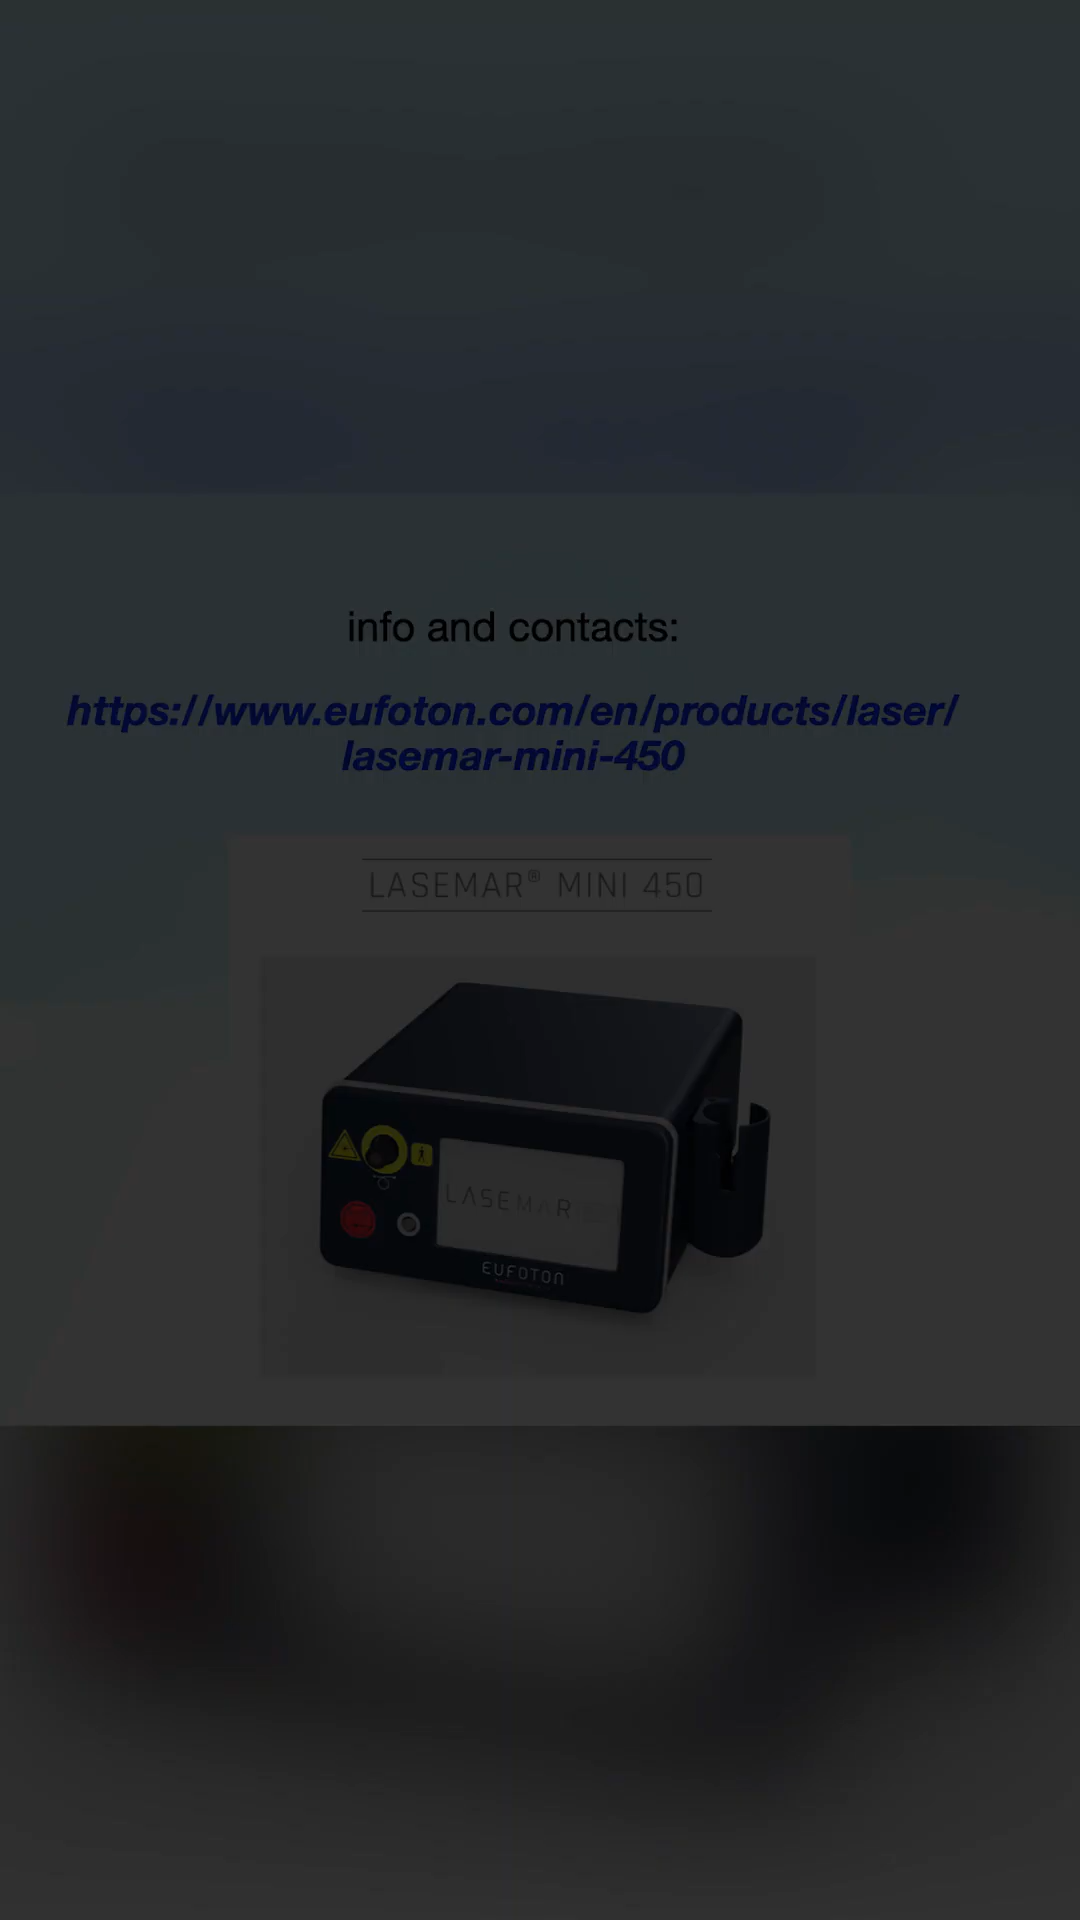 info and contacts:
https://www.eufoton.com/en/products/laser/
lasemar-mini-450
LASEMAR® MINI 450
LASEMAR
EUFOTON